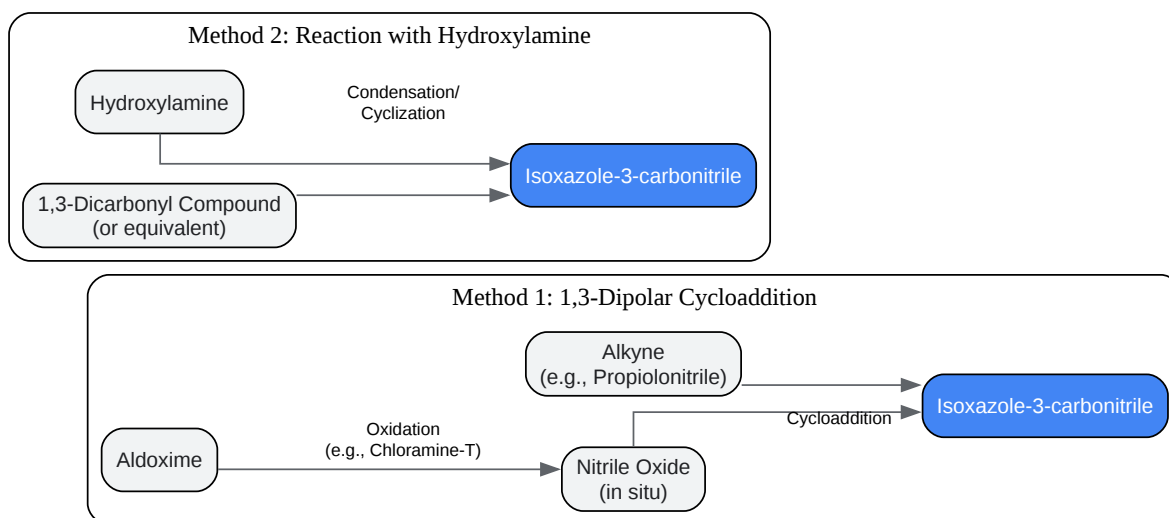 Method 2: Reaction with Hydroxylamine
Hydroxylamine
Condensation/
Cyclization
Isoxazole-3-carbonitrile
1,3-Dicarbonyl Compound
(or equivalent)
Method 1: 1,3-Dipolar Cycloaddition
Alkyne
(e.g., Propiolonitrile)
Isoxazole-3-carbonitrile
Cycloaddition
Oxidation
(e.g., Chloramine-T)
Aldoxime
Nitrile Oxide
(in situ)